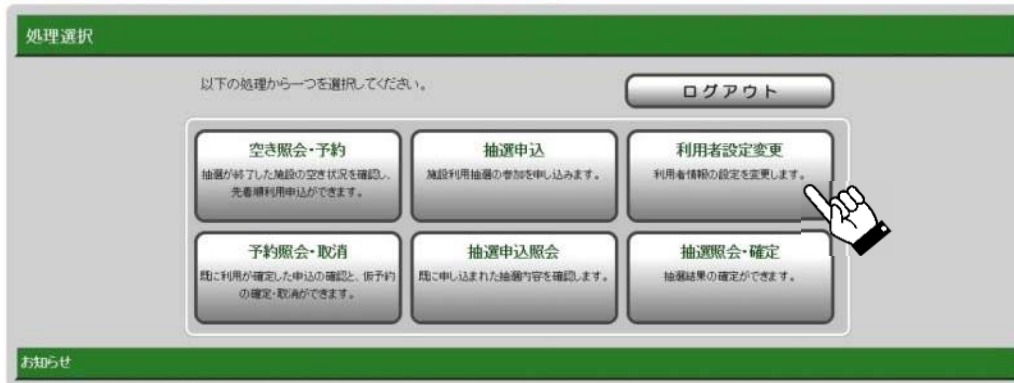 処理選択
以下の処理から一つを選択してください。
ログアウト
空き照会・予約
抽選が終了した施設の空き状況を確認し、
先着順利用申込ができます。
抽選申込
施設利用抽選の参加を申し込みます。
利用者設定変更
利用者情報の設定を変更します。
予約照会・取消
既に利用が確定した申込の確認と、仮予約
の確定・取消ができます。
抽選申込照会
既に申し込まれた抽選内容を確認します。
抽選照会・確定
抽選結果の確定ができます。
お知らせ